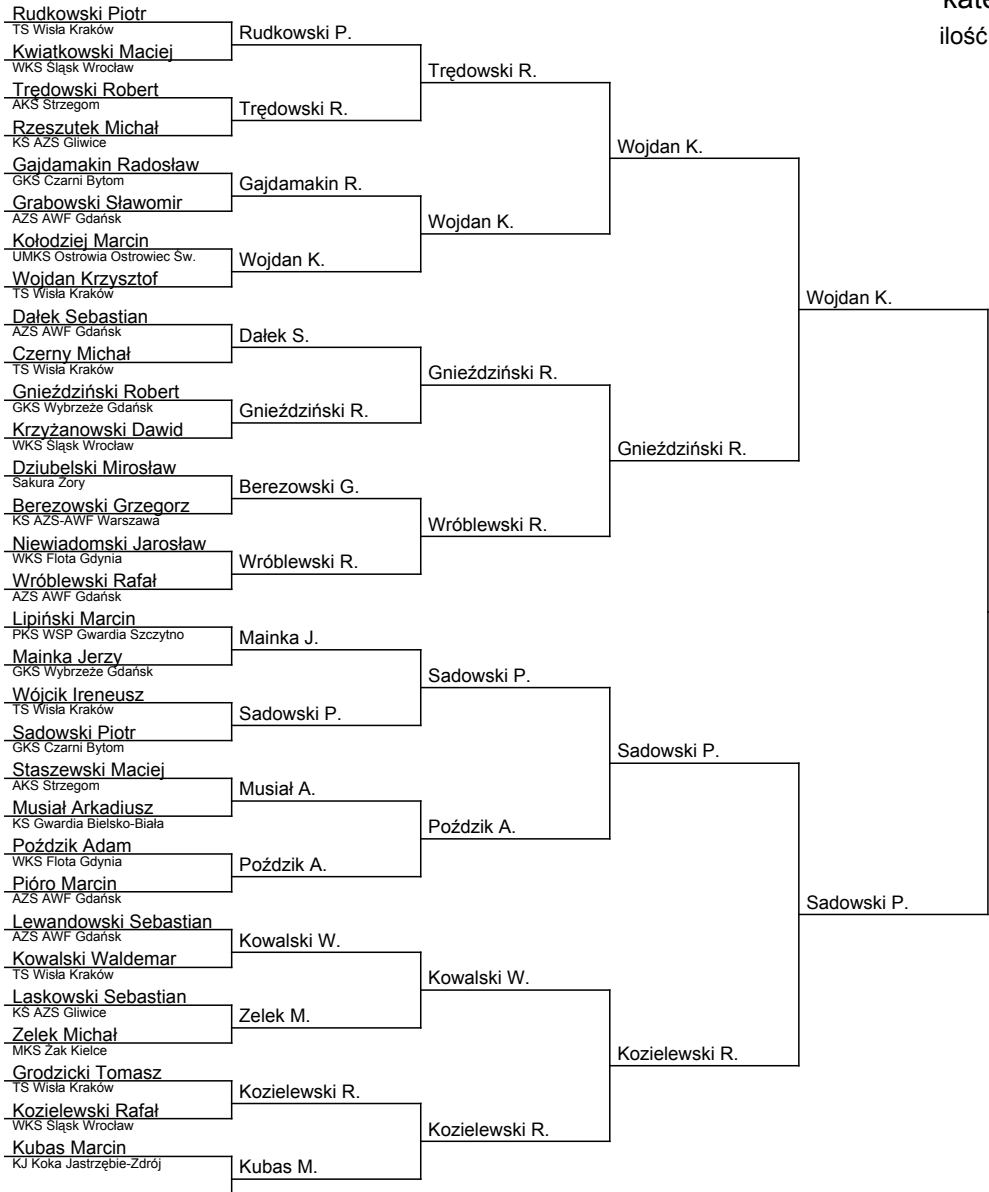 kate
ilość
Rudkowski Piotr
TS Wisła Kraków
Kwiatkowski Maciej
WKS Śląsk Wrocław
Trędowski Robert
AKS Strzegom
Rzeszutek Michał
KŚ AZS Gliwice
Gajdamakin Radosław
GKS Czarni Bytom
Grabowski Sławomir
AZS AWF Gdańsk
Kołodziej Marcin
UMKS Ostrowia Ostrowiec Św.
Wojdan Krzysztof
TS Wisła Kraków
Dałek Sebastian
AZS AWF Gdańsk
Czerny Michał
TS Wisła Kraków
Gnieździński Robert
GKS Wybrzeże Gdańsk
Krzyżanowski Dawid
WKS Śląsk Wrocław
Dziubelski Mirosław
Sakura Żory
Berezowski Grzegorz
KS AZS-AWF Warszawa
Niewiadomski Jarosław
WKS Flota Gdynia
Wróblewski Rafał
AZS AWF Gdańsk
Lipiński Marcin
PKS WSP Gwardia Szczytno
Mainka Jerzy
GKS Wybrzeże Gdańsk
Wójcik Ireneusz
TS Wisła Kraków
Sadowski Piotr
GKS Czarni Bytom
Staszewski Maciej
AKS Strzegom
Musiał Arkadiusz
KS Gwardia Bielsko-Biała
Poździk Adam
WKS Flota Gdynia
Pióro Marcin
AZS AWF Gdańsk
Lewandowski Sebastian
AZS AWF Gdańsk
Kowalski Waldemar
TS Wisła Kraków
Laskowski Sebastian
KŚ AZS Gliwice
Zelek Michał
MKS Żak Kielce
Grodzicki Tomasz
TS Wisła Kraków
Kozielewski Rafał
WKS Śląsk Wrocław
Kubas Marcin
KJ Koka Jastrzębie-Zdrój
Rudkowski P.
Trędowski R.
Gajdamakin R.
Wojdan K.
Dałek S.
Gnieździński R.
Berezowski G.
Wróblewski R.
Mainka J.
Sadowski P.
Musiał A.
Poździk A.
Kowalski W.
Zelek M.
Kozielewski R.
Kubas M.
Trędowski R.
Wojdan K.
Gnieździński R.
Wróblewski R.
Sadowski P.
Poździk A.
Kowalski W.
Kozielewski R.
Wojdan K.
Gnieździński R.
Sadowski P.
Kozielewski R.
Wojdan K.
Sadowski P.